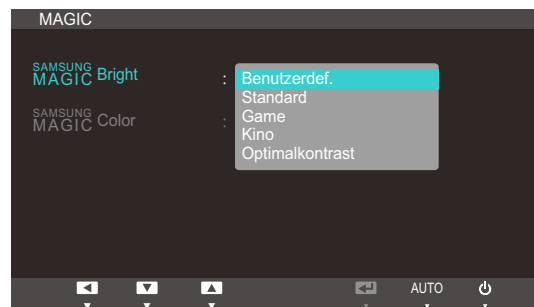 MAGIC
SAMSUNG
MAGIC Bright : Benutzerdef.
Standard
SAMSUNG
MAGIC Color : Game
Kino
Optimalkontrast
AUTO